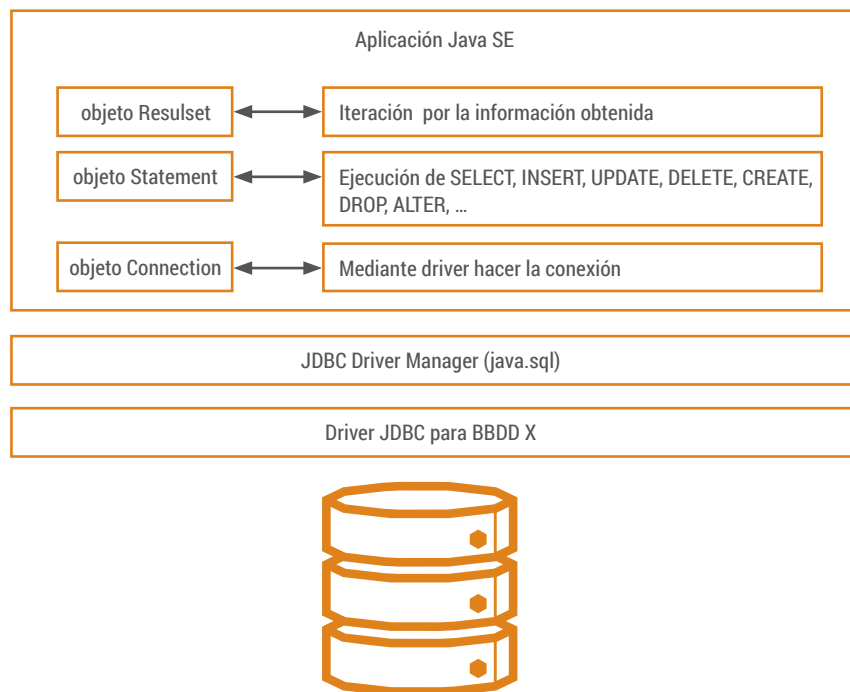 Aplicación Java SE
objeto Resulset
Iteración por la información obtenida
objeto Statement
Ejecución de SELECT, INSERT, UPDATE, DELETE, CREATE,
DROP, ALTER, ...
objeto Connection
Mediante driver hacer la conexión
JDBC Driver Manager (java.sql)
Driver JDBC para BBDD X